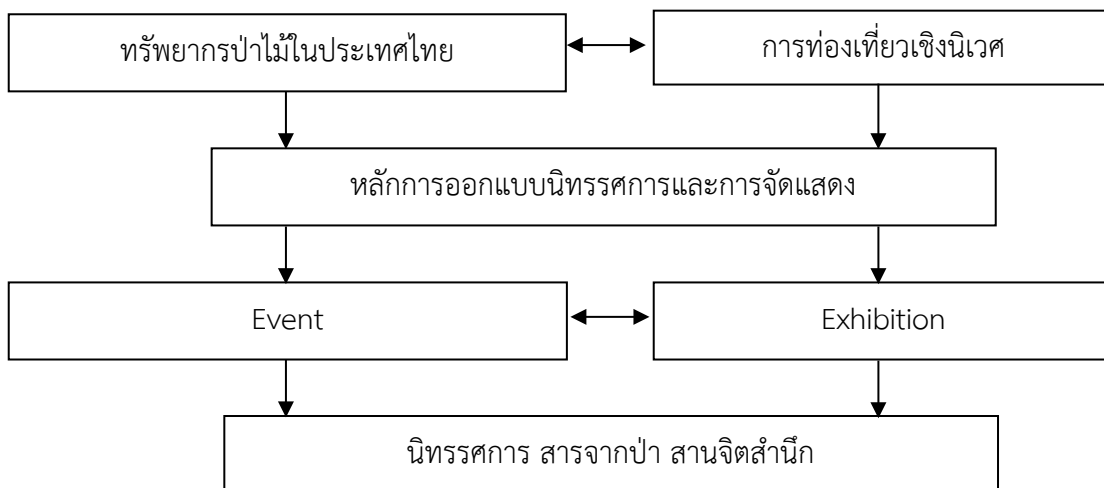 ทรัพยากรป่าไม้ในประเทศไทย
การท่องเที่ยวเชิงนิเวศ
หลักการออกแบบนิทรรศการและการจัดแสดง
Event
Exhibition
นิทรรศการ สารจากป่า สานจิตสำนึก